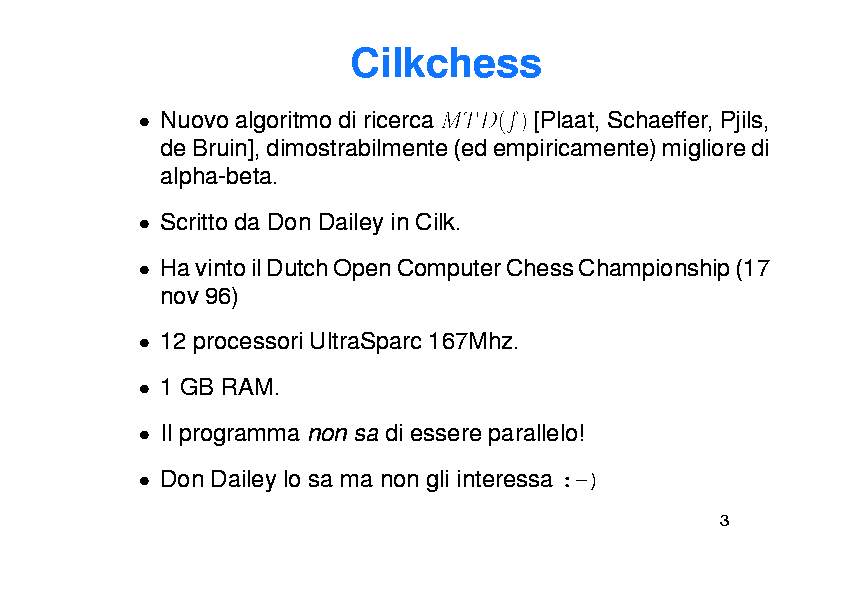 Cilkchess
• Nuovo algoritmo di ricerca MTD(f) [Plaat, Schaeffer, Pjils,
de Bruin], dimostrabilmente (ed empiricamente) migliore di
alpha-beta.
• Scritto da Don Dailey in Cilk.
• Ha vinto il Dutch Open Computer Chess Championship (17
nov 96)
• 12 processori UltraSparc 167Mhz.
• 1 GB RAM.
• Il programma non sa di essere parallelo!
• Don Dailey lo sa ma non gli interessa :-)
3